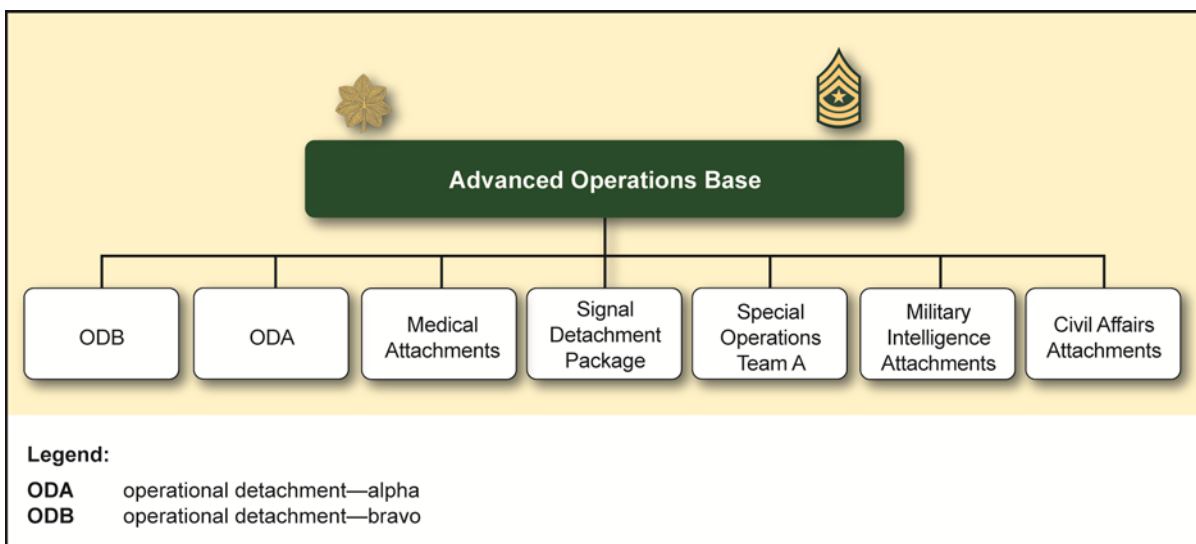 Advanced Operations Base
ODB
ODA
Medical
Attachments
Signal
Detachment
Package
Special
Operations
Team A
Military
Intelligence
Attachments
Civil Affairs
Attachments
Legend:
ODA operational detachment—alpha
ODB operational detachment—bravo